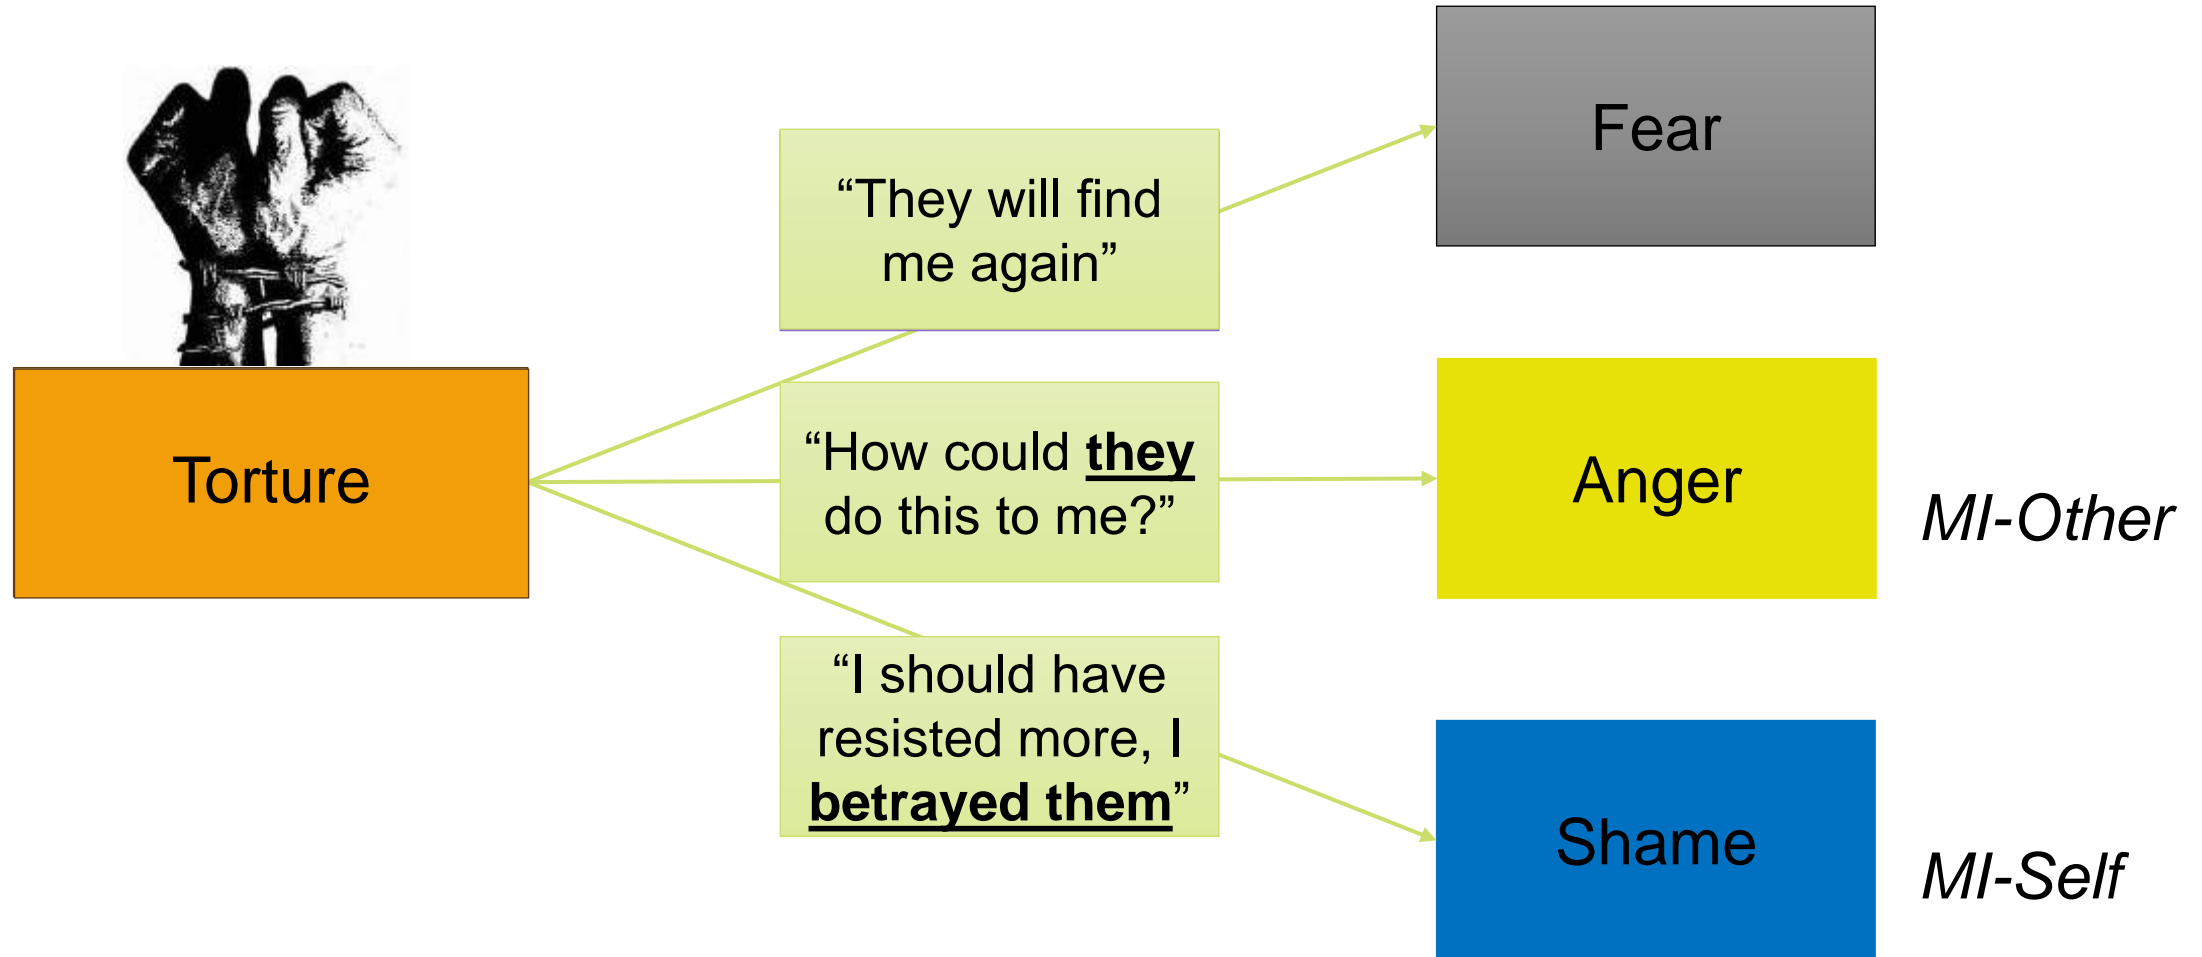 Torture
“They will find
me again”
Fear
“How could they
do this to me?”
Anger
MI-Other
“I should have
resisted more, I
betrayed them”
Shame
MI-Self